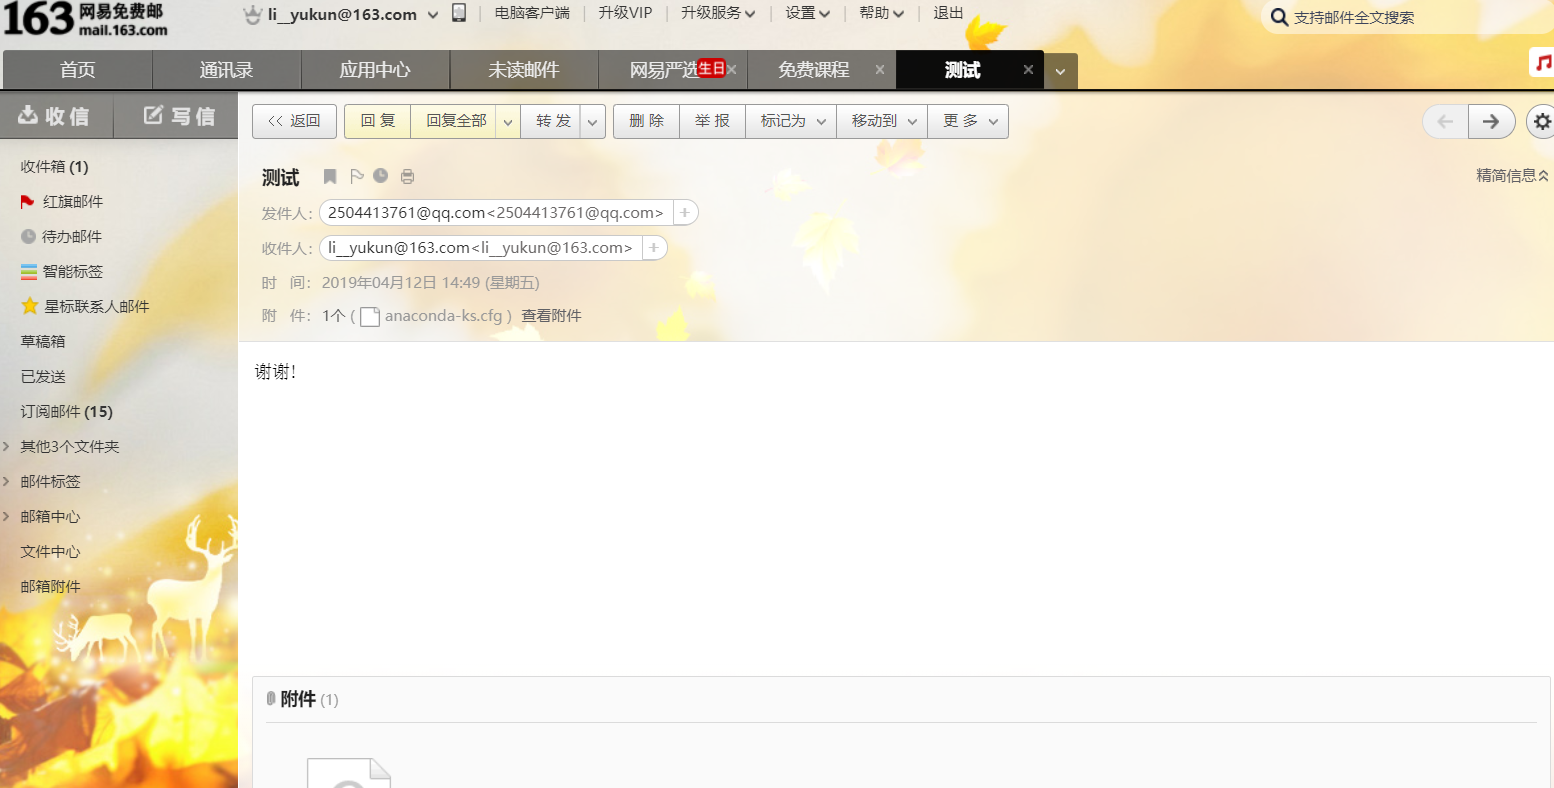 163 网易免费邮
mail.163.com
li__yukun@163.com
电脑客户端 | 升级VIP | 升级服务 | 设置 | 帮助 | 退出
支持邮件全文搜索
首页 通讯录 应用中心 未读邮件 网易严选 生日 × 免费课程 × 测试 ×
收信 写信
<< 返回 回复 回复全部 转发 删除 举报 标记为 移动到 更多
收件箱 (1)
红旗邮件
待办邮件
智能标签
星标联系人邮件
草稿箱
已发送
订阅邮件 (15)
其他3个文件夹
邮件标签
邮箱中心
文件中心
邮箱附件
测试
精简信息
发件人: 2504413761@qq.com<2504413761@qq.com> +
收件人: li__yukun@163.com<li__yukun@163.com> +
时 间: 2019年04月12日 14:49 (星期五)
附 件: 1个 ( anaconda-ks.cfg ) 查看附件
谢谢!
附件 (1)